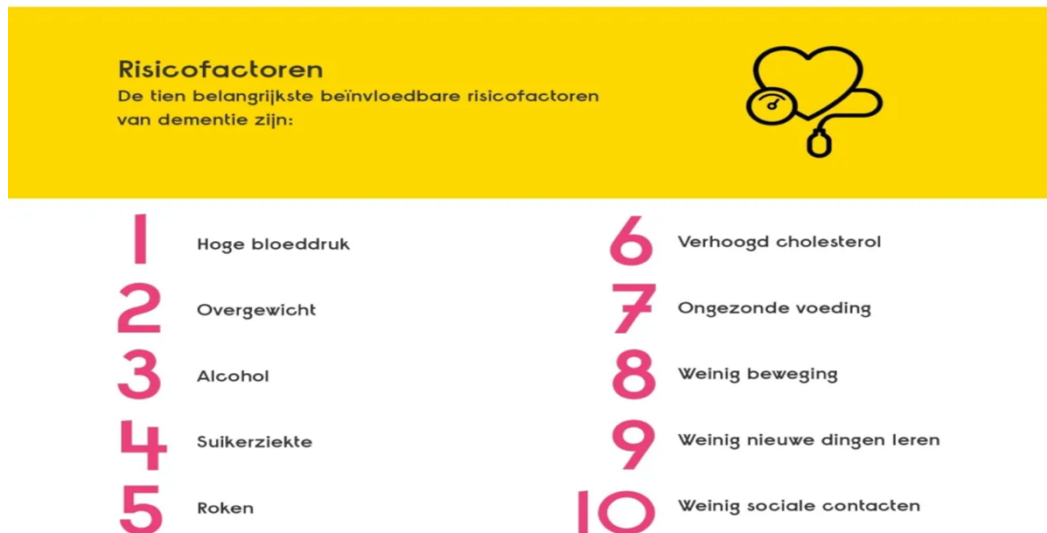 Risicofactoren
De tien belangrijkste beïnvloedbare risicofactoren
van dementie zijn:
1 Hoge bloeddruk
2 Overgewicht
3 Alcohol
4 Suikerziekte
5 Roken
6 Verhoogd cholesterol
7 Ongezonde voeding
8 Weinig beweging
9 Weinig nieuwe dingen leren
10 Weinig sociale contacten